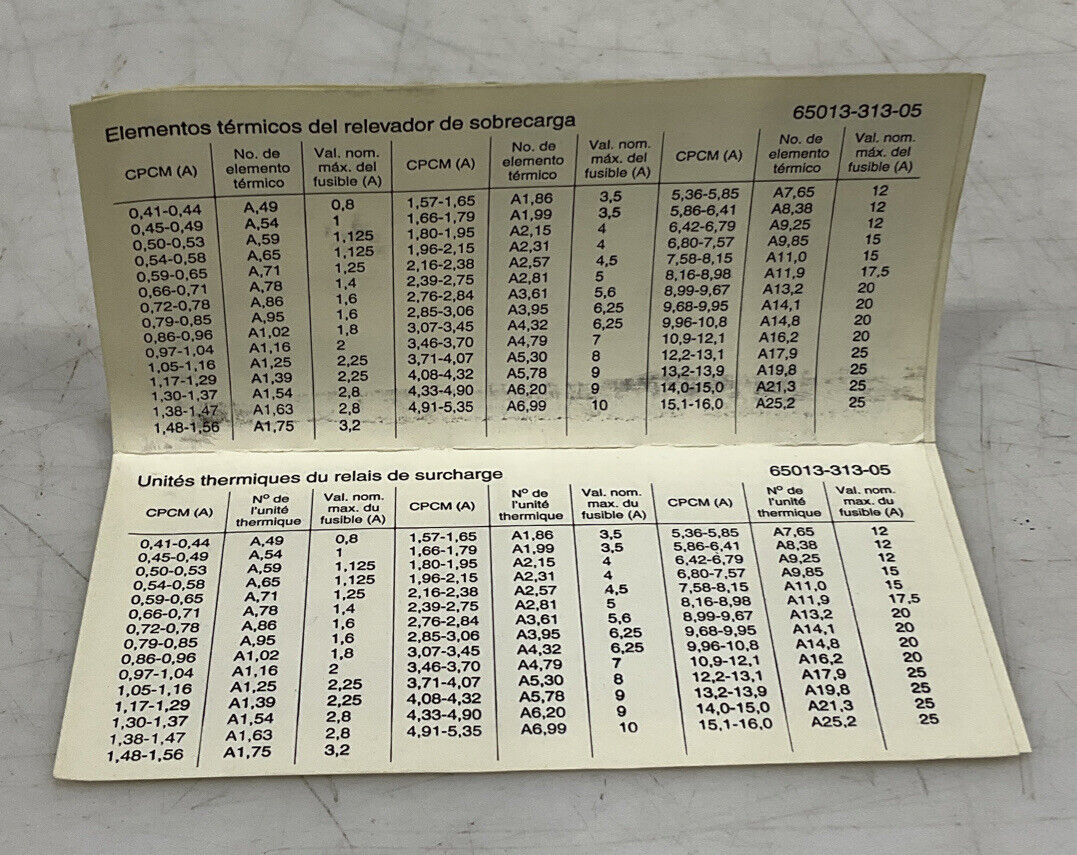 Elementos térmicos del relevador de sobrecarga 65013-313-05
CPCM (A) No. de elemento térmico Val. nom. máx. del fusible (A) CPCM (A) No. de elemento térmico Val. nom. máx. del fusible (A) CPCM (A) No. de elemento térmico Val. nom. máx. del fusible (A)
0,41-0,44 A,49 0,8 1,57-1,65 A1,86 3,5 5,36-5,85 A7,65 12
0,45-0,49 A,54 1 1,66-1,79 A1,99 3,5 5,86-6,41 A8,38 12
0,50-0,53 A,59 1,125 1,80-1,95 A2,15 4 6,42-6,79 A9,25 12
0,54-0,58 A,65 1,125 1,96-2,15 A2,31 4 6,80-7,57 A9,85 15
0,59-0,65 A,71 1,25 2,16-2,38 A2,57 4,5 7,58-8,15 A11,0 15
0,66-0,71 A,78 1,4 2,39-2,75 A2,81 5 8,16-8,98 A11,9 17,5
0,72-0,78 A,86 1,6 2,76-2,84 A3,61 5,6 8,99-9,67 A13,2 20
0,79-0,85 A,95 1,6 2,85-3,06 A3,95 6,25 9,68-9,95 A14,1 20
0,86-0,96 A1,02 1,8 3,07-3,45 A4,32 6,25 9,96-10,8 A14,8 20
0,97-1,04 A1,16 2 3,46-3,70 A4,79 7 10,9-12,1 A16,2 20
1,05-1,16 A1,25 2,25 3,71-4,07 A5,30 8 12,2-13,1 A17,9 25
1,17-1,29 A1,39 2,25 4,08-4,32 A5,78 9 13,2-13,9 A19,8 25
1,30-1,37 A1,54 2,8 4,33-4,90 A6,20 9 14,0-15,0 A21,3 25
1,38-1,47 A1,63 2,8 4,91-5,35 A6,99 10 15,1-16,0 A25,2 25
1,48-1,56 A1,75 3,2
Unités thermiques du relais de surcharge 65013-313-05
CPCM (A) Nº de l'unité thermique Val. nom. max. du fusible (A) CPCM (A) Nº de l'unité thermique Val. nom. max. du fusible (A) CPCM (A) Nº de l'unité thermique Val. nom. max. du fusible (A)
0,41-0,44 A,49 0,8 1,57-1,65 A1,86 3,5 5,36-5,85 A7,65 12
0,45-0,49 A,54 1 1,66-1,79 A1,99 3,5 5,86-6,41 A8,38 12
0,50-0,53 A,59 1,125 1,80-1,95 A2,15 4 6,42-6,79 A9,25 12
0,54-0,58 A,65 1,125 1,96-2,15 A2,31 4 6,80-7,57 A9,85 15
0,59-0,65 A,71 1,25 2,16-2,38 A2,57 4,5 7,58-8,15 A11,0 15
0,66-0,71 A,78 1,4 2,39-2,75 A2,81 5 8,16-8,98 A11,9 17,5
0,72-0,78 A,86 1,6 2,76-2,84 A3,61 5,6 8,99-9,67 A13,2 20
0,79-0,85 A,95 1,6 2,85-3,06 A3,95 6,25 9,68-9,95 A14,1 20
0,86-0,96 A1,02 1,8 3,07-3,45 A4,32 6,25 9,96-10,8 A14,8 20
0,97-1,04 A1,16 2 3,46-3,70 A4,79 7 10,9-12,1 A16,2 20
1,05-1,16 A1,25 2,25 3,71-4,07 A5,30 8 12,2-13,1 A17,9 25
1,17-1,29 A1,39 2,25 4,08-4,32 A5,78 9 13,2-13,9 A19,8 25
1,30-1,37 A1,54 2,8 4,33-4,90 A6,20 9 14,0-15,0 A21,3 25
1,38-1,47 A1,63 2,8 4,91-5,35 A6,99 10 15,1-16,0 A25,2 25
1,48-1,56 A1,75 3,2